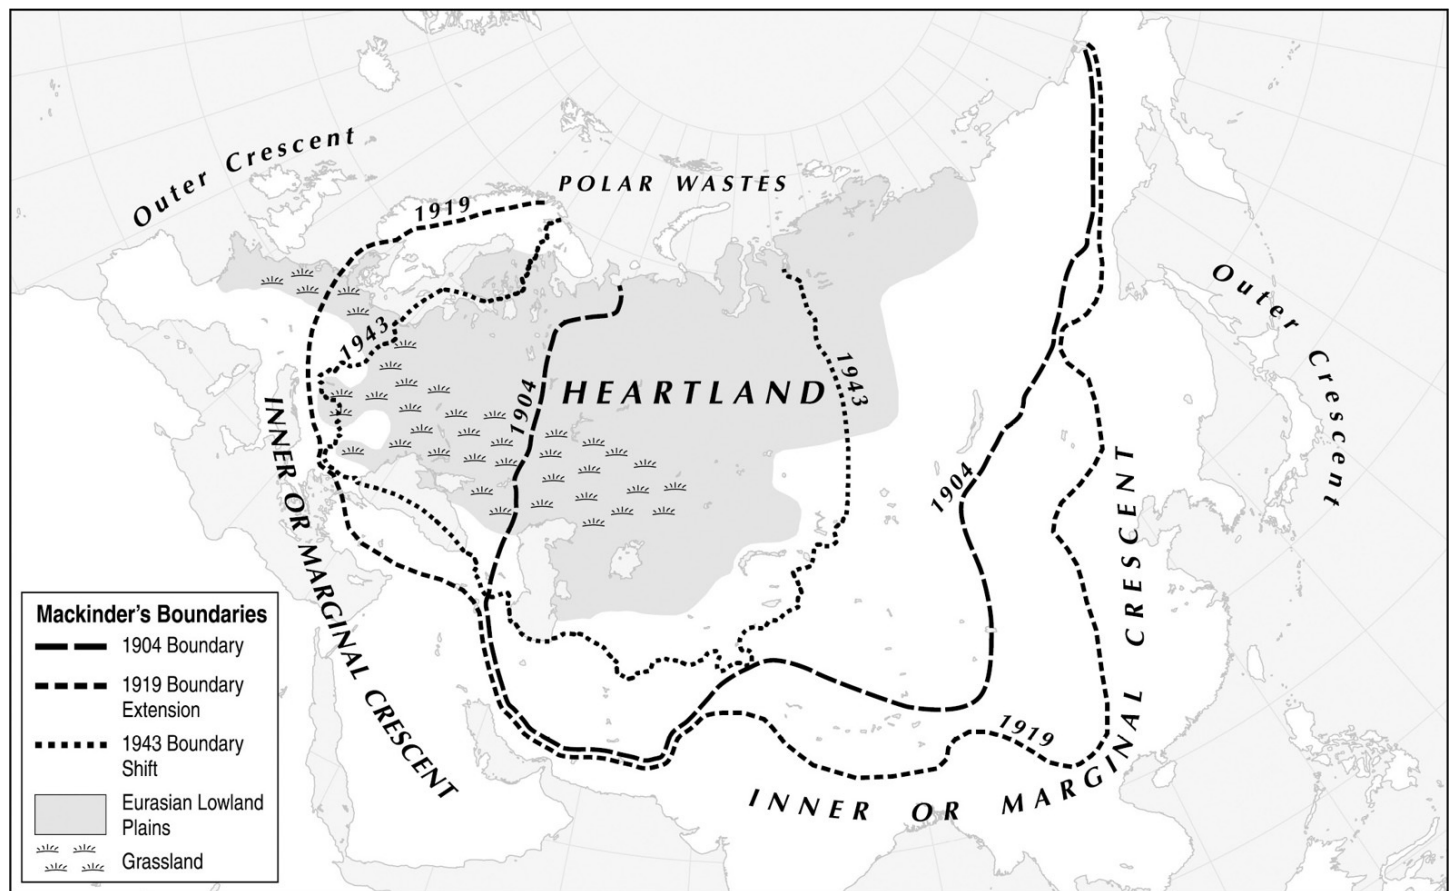 Outer Crescent
POLAR WASTES
1919
1943
1904
HEARTLAND
1943
1904
Outer Crescent
INNER OR MARGINAL CRESCENT
INNER OR MARGINAL CRESCENT
1919
Mackinder's Boundaries
1904 Boundary
1919 Boundary
Extension
1943 Boundary
Shift
Eurasian Lowland
Plains
Grassland